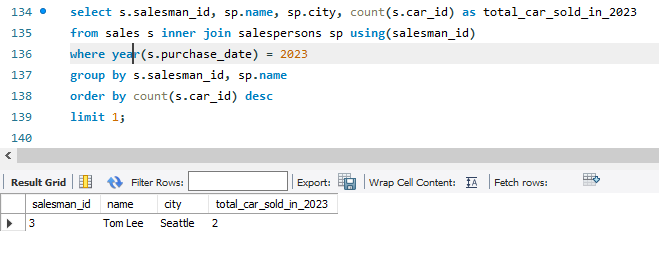 134 select s.salesman_id, sp.name, sp.city, count(s.car_id) as total_car_sold_in_2023
135 from sales s inner join salespersons sp using(salesman_id)
136 where year(s.purchase_date) = 2023
137 group by s.salesman_id, sp.name
138 order by count(s.car_id) desc
139 limit 1;
140
Result Grid Filter Rows: Export: Wrap Cell Content: Fetch rows:
salesman_id name city total_car_sold_in_2023
3 Tom Lee Seattle 2